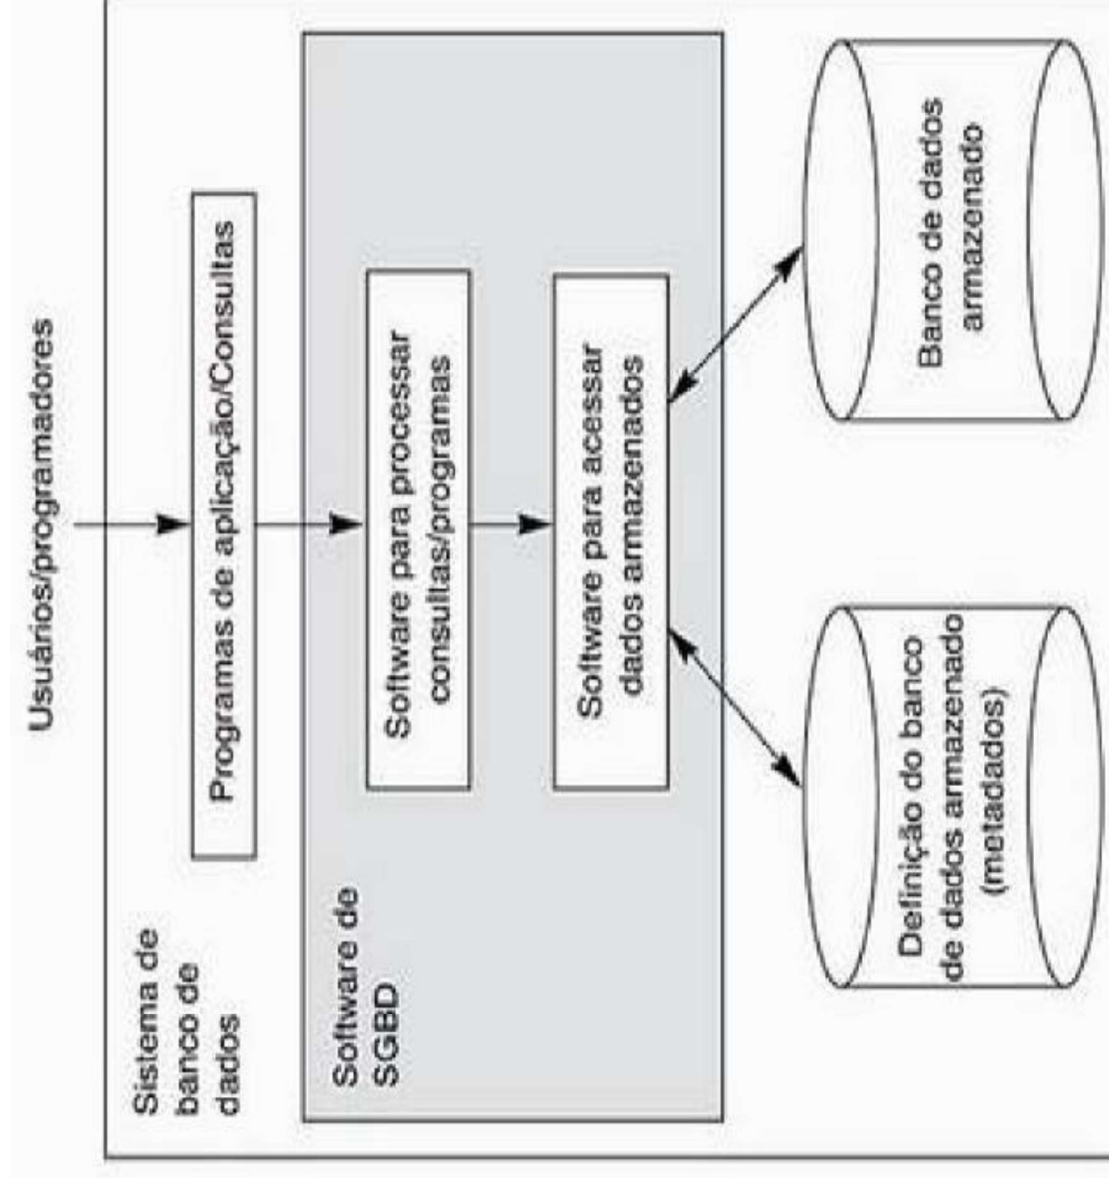 Usuários/programadores
Sistema de
banco de
dados
Programas de aplicação/Consultas
Software de
SGBD
Software para processar
consultas/programas
Software para acessar
dados armazenados
Definição do banco
de dados armazenado
(metadados)
Banco de dados
armazenado